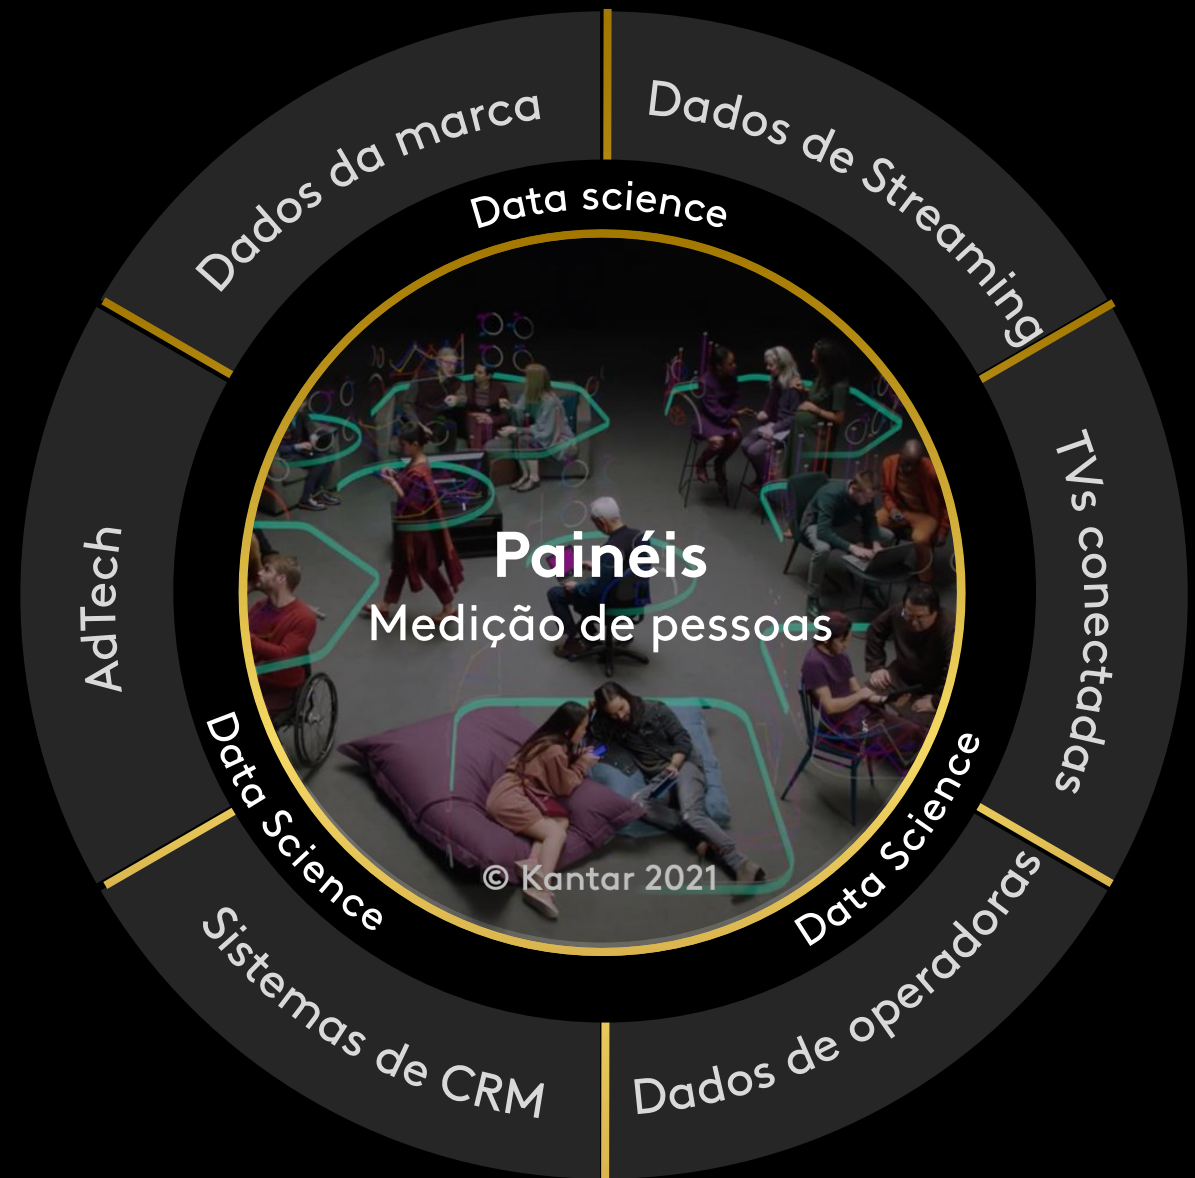 Dados da marca
Dados de Streaming
Data science
TVs conectadas
AdTech
Painéis
Medição de pessoas
Data Science
Data Science
© Kantar 2021
Sistemas de CRM
Dados de operadoras